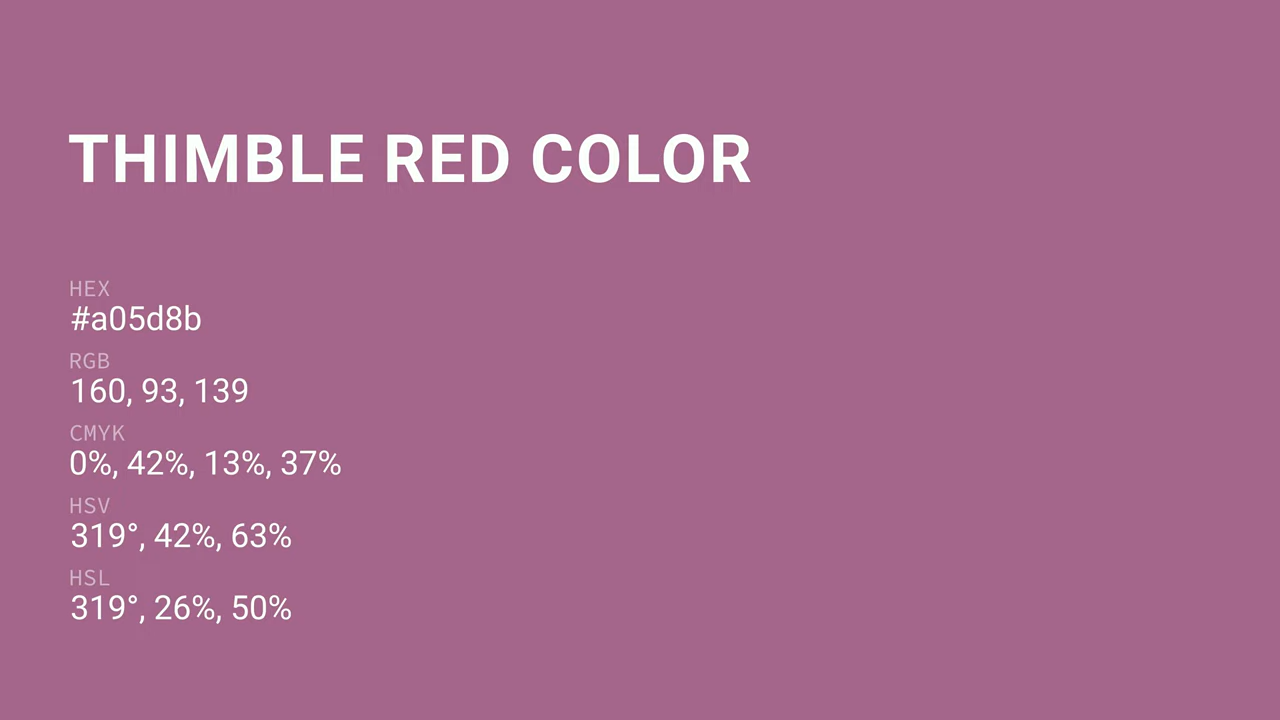 THIMBLE RED COLOR
HEX
#a05d8b
RGB
160, 93, 139
CMYK
0%, 42%, 13%, 37%
HSV
319°, 42%, 63%
HSL
319°, 26%, 50%